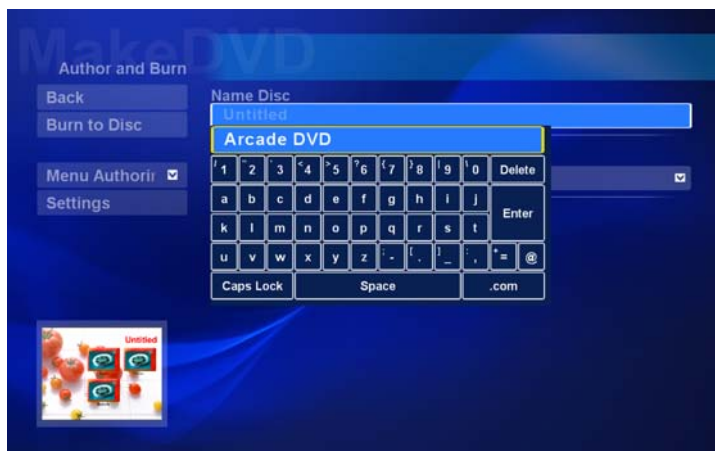 MakeDVD
Author and Burn
Back
Burn to Disc
Menu Authorir
Settings
Name Disc
Untitled
Arcade DVD
/ 1 " 2 ' 3 < 4 > 5 ? 6 { 7 } 8 | 9 \ 0 Delete
a b c d e f g h i j
Enter
k l m n o p q r s t
u v w x y z ; - [ . ] _ : , + = @
Caps Lock Space .com
Untitled